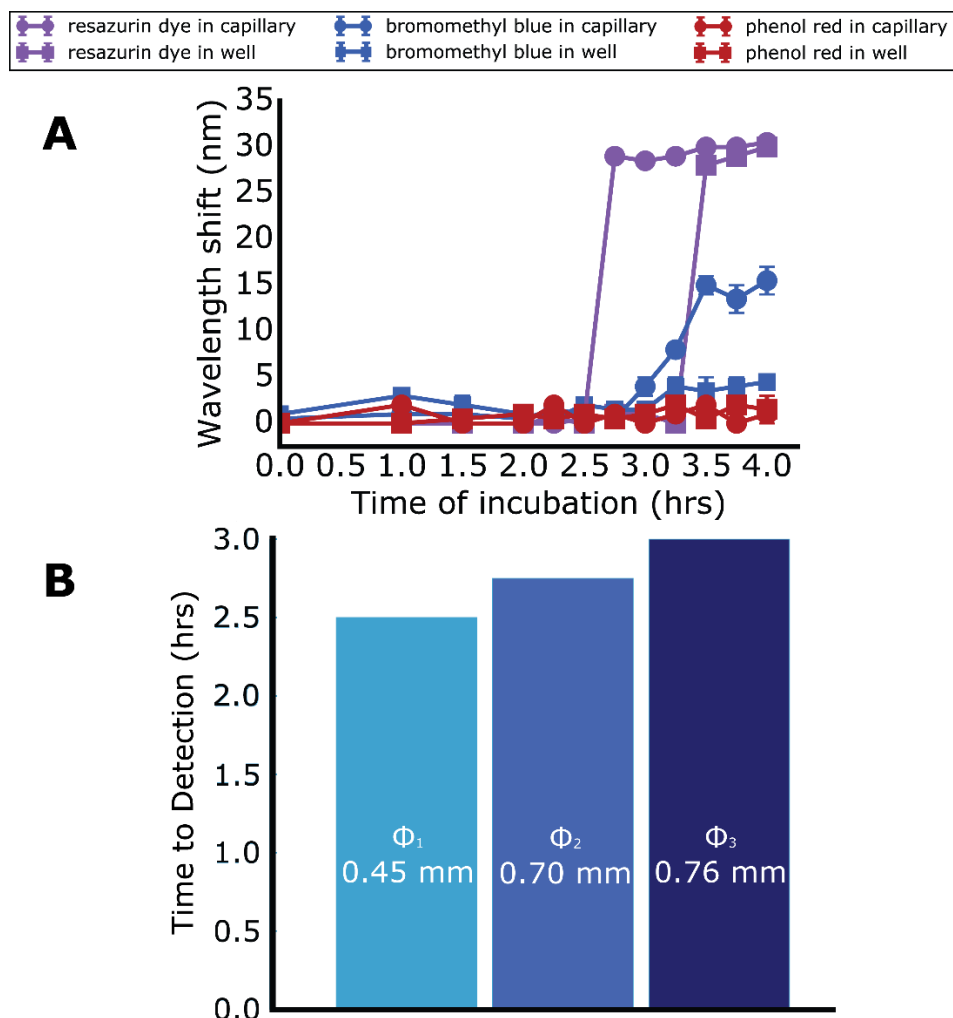 resazurin dye in capillary bromomethyl blue in capillary phenol red in capillary
resazurin dye in well bromomethyl blue in well phenol red in well
A
Wavelength shift (nm)
35
30
25
20
15
10
5
0
0.0 0.5 1.0 1.5 2.0 2.5 3.0 3.5 4.0
Time of incubation (hrs)
B
Time to Detection (hrs)
3.0
2.5
2.0
1.5
1.0
0.5
0.0
Φ₁
0.45 mm
Φ₂
0.70 mm
Φ₃
0.76 mm